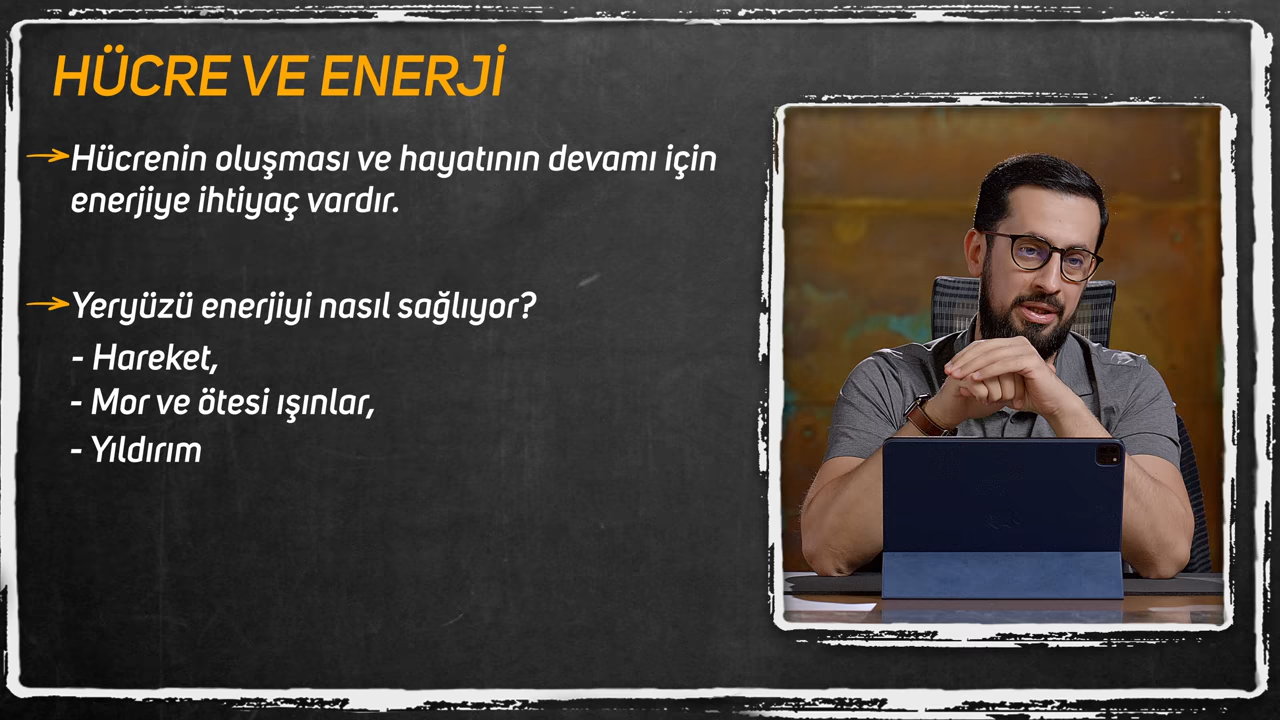 HÜCRE VE ENERJİ
Hücrenin oluşması ve hayatının devamı için
enerjiye ihtiyaç vardır.
Yeryüzü enerjiyi nasıl sağlıyor?
- Hareket,
- Mor ve ötesi ışınlar,
- Yıldırım